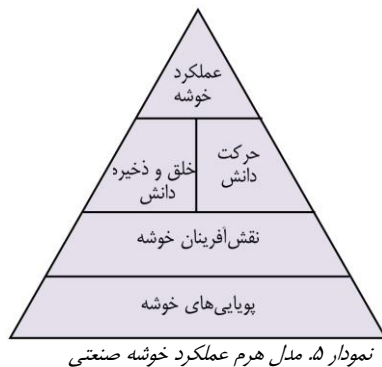 عملکرد
خوشه
حرکت
دانش
خلق و ذخیره
دانش
نقش‌آفرینان خوشه
پویایی‌های خوشه
نمودار ۵. مدل هرم عملکرد خوشه صنعتی